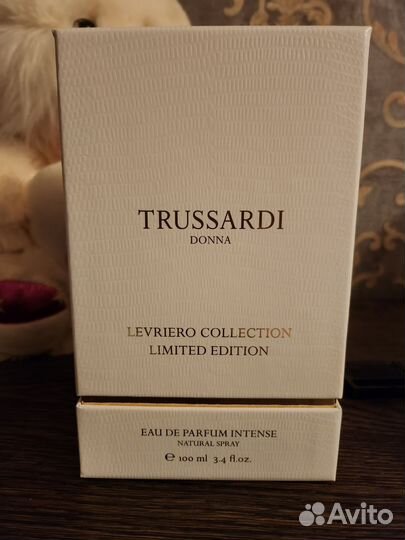 TRUSSARDI
DONNA
LEVRIERO COLLECTION
LIMITED EDITION
EAU DE PARFUM INTENSE
NATURAL SPRAY
e 100 ml 3.4 fl.oz.
Avito